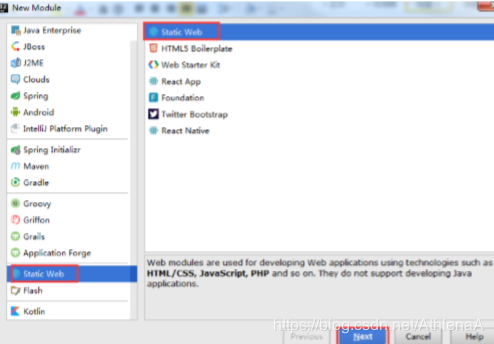 New Module
Java Enterprise
JBoss
J2ME
Clouds
Spring
Android
IntelliJ Platform Plugin
Spring Initializr
Maven
Gradle
Groovy
Griffon
Grails
Application Forge
Static Web
Flash
Kotlin
Static Web
HTML5 Boilerplate
Web Starter Kit
React App
Foundation
Twitter Bootstrap
React Native
Web modules are used for developing Web applications using technologies such as
HTML/CSS, JavaScript, PHP and so on. They do not support developing Java
applications.
https://blog.csdn.net/AthlenaA
Previous Next Cancel Help